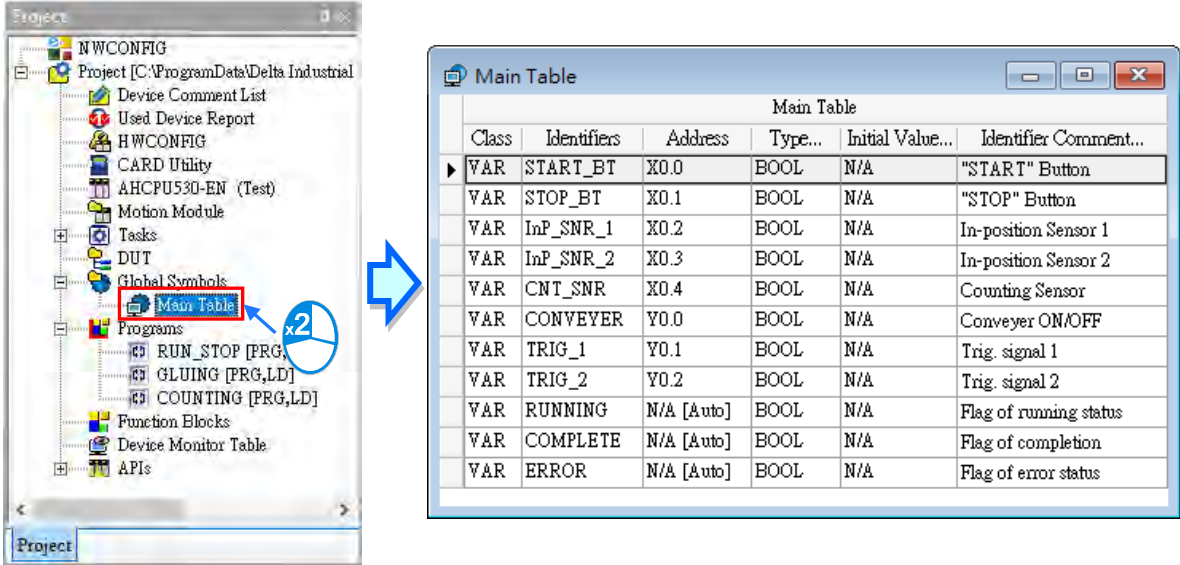 Project
NWCONFIG
Project [C:\ProgramData\Delta Industrial
Device Comment List
Used Device Report
HWCONFIG
CARD Utility
AHCPU530-EN (Test)
Motion Module
Tasks
DUT
Global Symbols
Main Table
Programs
RUN_STOP [PRG,
GLUING [PRG,LD]
COUNTING [PRG,LD]
Function Blocks
Device Monitor Table
APIs
Project
x2
Main Table
Main Table
Class Identifiers Address Type... Initial Value... Identifier Comment...
VAR START_BT X0.0 BOOL N/A "START" Button
VAR STOP_BT X0.1 BOOL N/A "STOP" Button
VAR InP_SNR_1 X0.2 BOOL N/A In-position Sensor 1
VAR InP_SNR_2 X0.3 BOOL N/A In-position Sensor 2
VAR CNT_SNR X0.4 BOOL N/A Counting Sensor
VAR CONVEYER Y0.0 BOOL N/A Conveyer ON/OFF
VAR TRIG_1 Y0.1 BOOL N/A Trig. signal 1
VAR TRIG_2 Y0.2 BOOL N/A Trig. signal 2
VAR RUNNING N/A [Auto] BOOL N/A Flag of running status
VAR COMPLETE N/A [Auto] BOOL N/A Flag of completion
VAR ERROR N/A [Auto] BOOL N/A Flag of error status